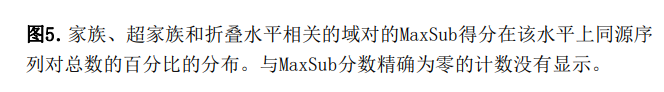 图5. 家族、超家族和折叠水平相关的域对的MaxSub得分在该水平上同源序
列对总数的百分比的分布。与MaxSub分数精确为零的计数没有显示。